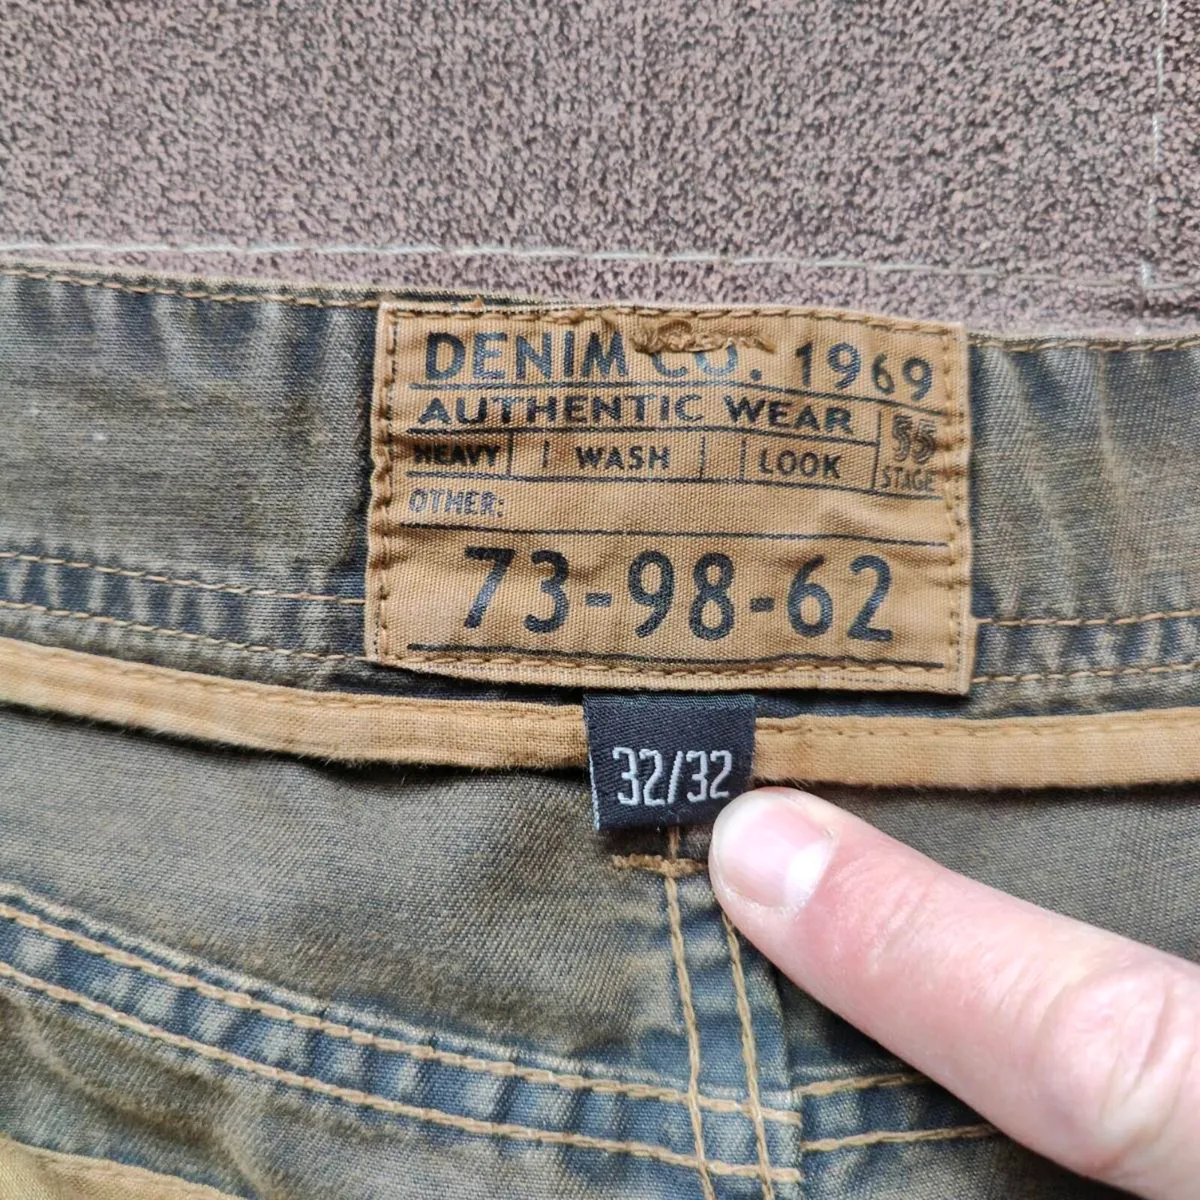 DENIM CO. 1969
AUTHENTIC WEAR
HEAVY WASH LOOK
55 STAGE
OTHER:
73-98-62
32/32